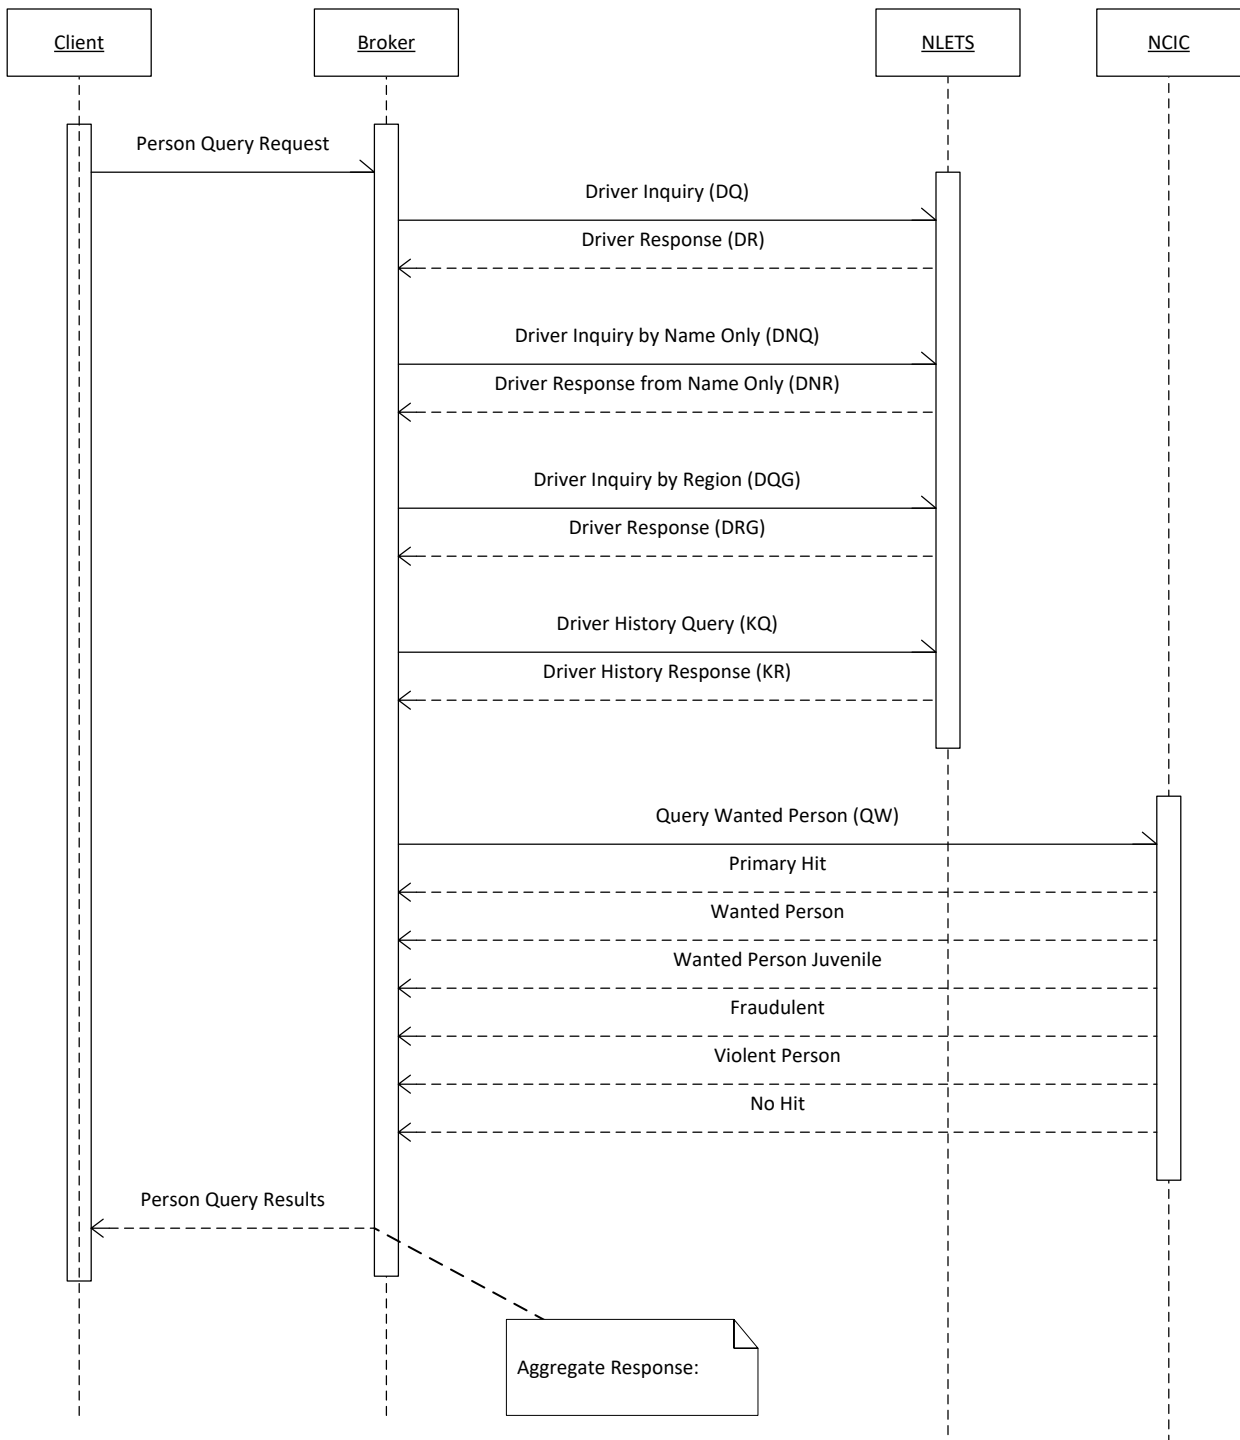 Client
Broker
NLETS
NCIC
Person Query Request
Driver Inquiry (DQ)
Driver Response (DR)
Driver Inquiry by Name Only (DNQ)
Driver Response from Name Only (DNR)
Driver Inquiry by Region (DQG)
Driver Response (DRG)
Driver History Query (KQ)
Driver History Response (KR)
Query Wanted Person (QW)
Primary Hit
Wanted Person
Wanted Person Juvenile
Fraudulent
Violent Person
No Hit
Person Query Results
Aggregate Response: